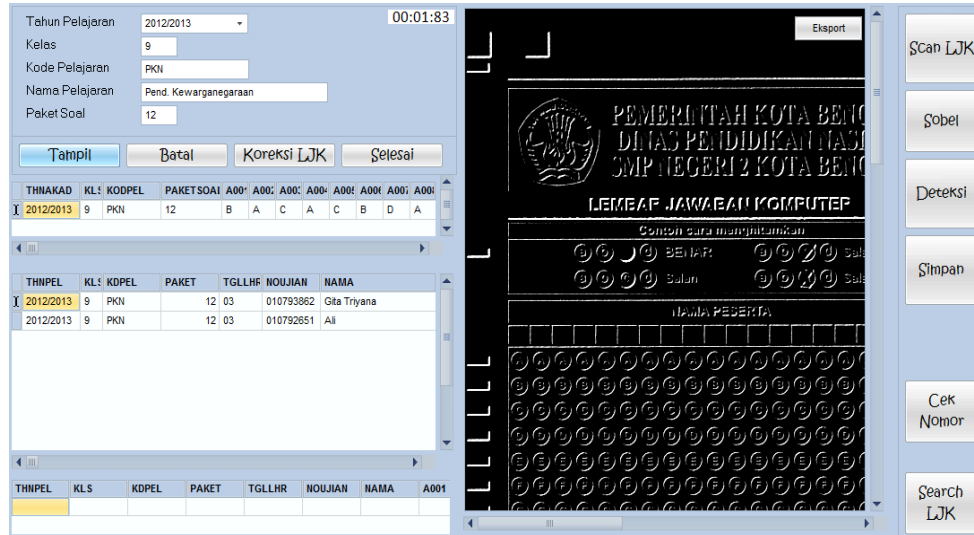 Tahun Pelajaran 2012/2013 00:01:83
Kelas 9
Kode Pelajaran PKN
Nama Pelajaran Pend. Kewarganegaraan
Paket Soal 12
Tampil Batal Koreksi LJK Selesai
THNAKAD KODPEL
2012/2013 9 PKN 12 B A C A C B D A
THNPEL KDPEL PAKET NOUJIAN NAMA
2012/2013 9 PKN 12 03 010793862 Gita Triyana
2012/2013 9 PKN 12 03 010792651 Ali
THNPEL KLS KDPEL PAKET TGLLHR NOUJIAN NAMA A001
Eksport
PEMERINTAH KOTA
DINAS PENDIDIKAN
SMP NEGERI 2 KOTA
LEMBAR JAWABAN KOMPUTER
Contoh cara menghitamkan
a b d BENAR a b d
a b c d Salah a b d
NAMA PESERTA
A A A A A A A A A A A A A A
B B B B B B B B B B B B B B
C C C C C C C C C C C C C C
D D D D D D D D D D D D D D
E E E E E E E E E E E E E E
F F F F F F F F F F F F F F
Scan LJK
Sobel
Deteksi
Simpan
Cek
Nomor
Search
LJK